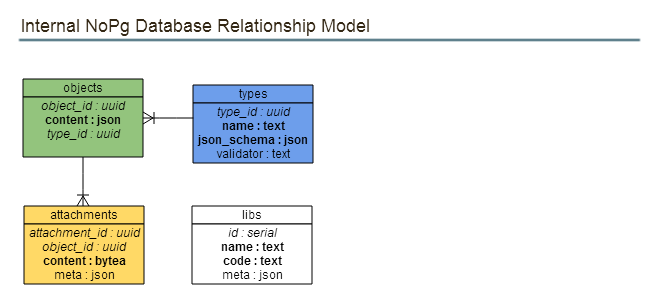 Internal NoPg Database Relationship Model
objects
object_id : uuid
content : json
type_id : uuid
types
type_id : uuid
name : text
json_schema : json
validator : text
attachments
attachment_id : uuid
object_id : uuid
content : bytea
meta : json
libs
id : serial
name : text
code : text
meta : json